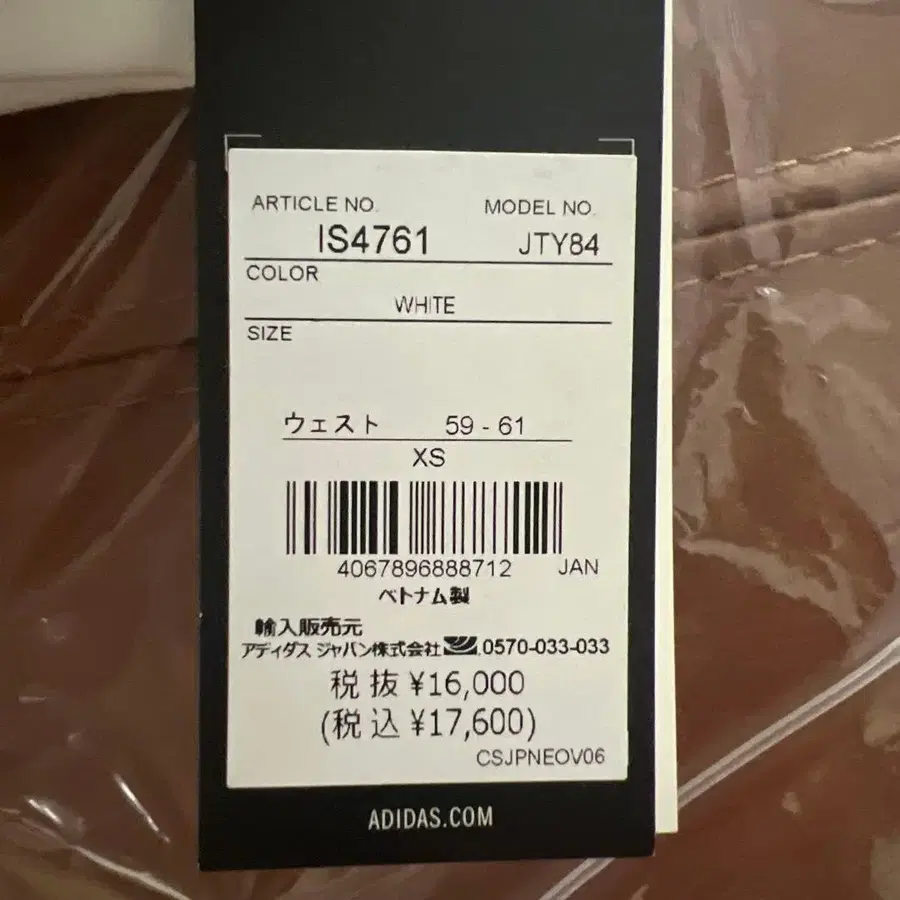 ARTICLE NO. MODEL NO.
IS4761 JTY84
COLOR
WHITE
SIZE
ウェスト 59 - 61
XS
4067896888712 JAN
ベトナム製
輸入販売元
アディダス ジャパン株式会社 0570-033-033
税抜 ¥16,000
(税込 ¥17,600)
CSJPNEOV06
ADIDAS.COM